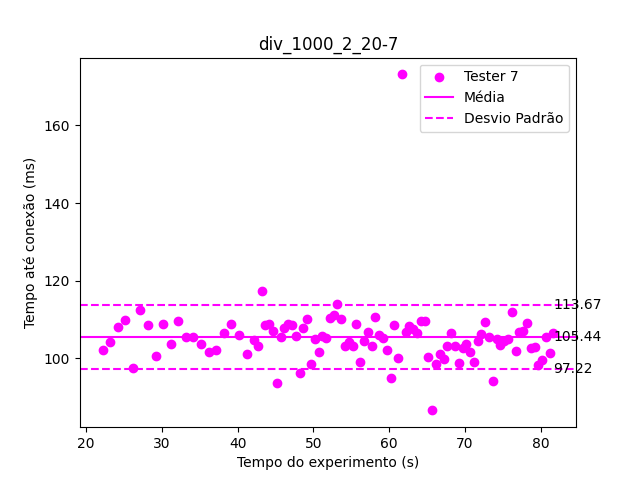 div_1000_2_20-7
Tester 7
Média
Desvio Padrão
160
140
120
100
Tempo até conexão (ms)
113.67
105.44
97.22
20 30 40 50 60 70 80
Tempo do experimento (s)